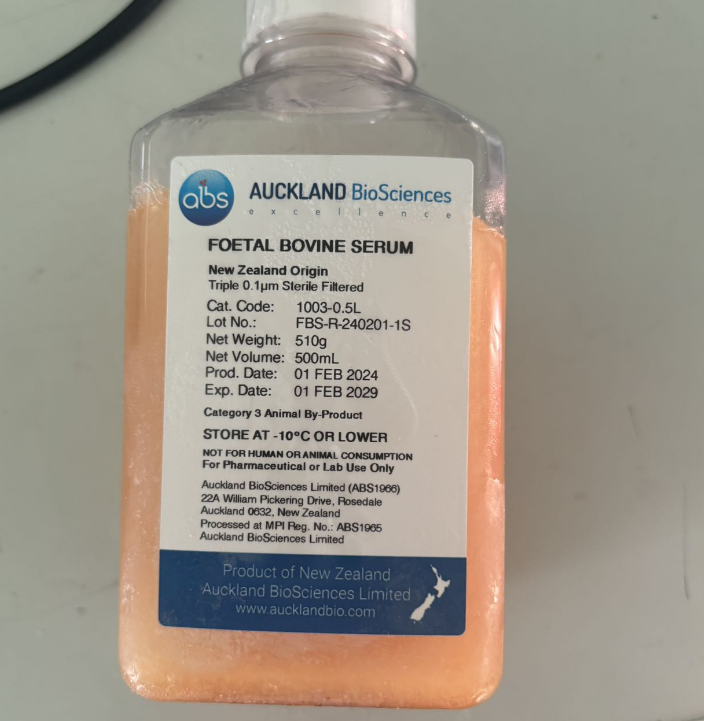 abs
AUCKLAND BioSciences
excellence
FOETAL BOVINE SERUM
New Zealand Origin
Triple 0.1µm Sterile Filtered
Cat. Code: 1003-0.5L
Lot No.: FBS-R-240201-1S
Net Weight: 510g
Net Volume: 500mL
Prod. Date: 01 FEB 2024
Exp. Date: 01 FEB 2029
Category 3 Animal By-Product
STORE AT -10°C OR LOWER
NOT FOR HUMAN OR ANIMAL CONSUMPTION
For Pharmaceutical or Lab Use Only
Auckland BioSciences Limited (ABS1966)
22A William Pickering Drive, Rosedale
Auckland 0632, New Zealand
Processed at MPI Reg. No.: ABS1965
Auckland BioSciences Limited
Product of New Zealand
Auckland BioSciences Limited
www.aucklandbio.com